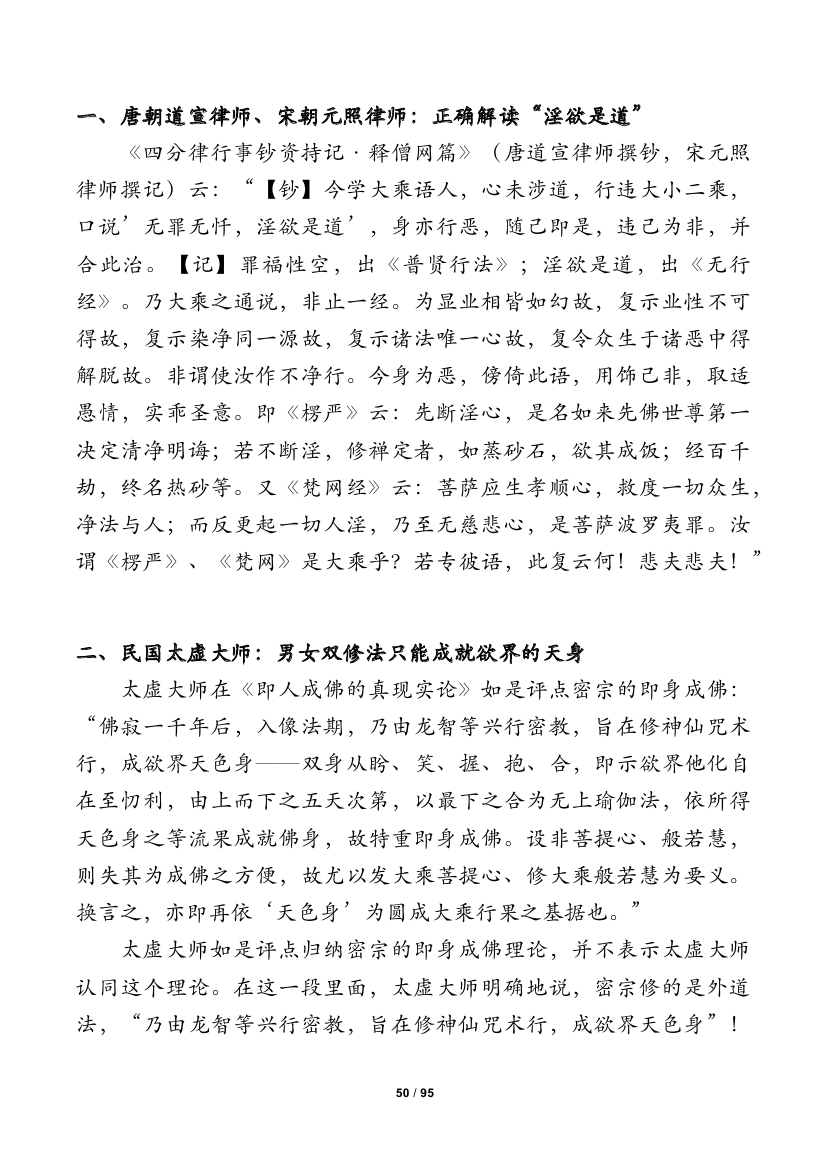 一、唐朝道宣律师、宋朝元照律师：正确解读“淫欲是道”
《四分律行事钞资持记·释僧网篇》（唐道宣律师撰钞，宋元照
律师撰记）云：“【钞】今学大乘语人，心未涉道，行违大小二乘，
口说’无罪无忏，淫欲是道’，身亦行恶，随己即是，违己为非，并
合此治。【记】罪福性空，出《普贤行法》；淫欲是道，出《无行
经》。乃大乘之通说，非止一经。为显业相皆如幻故，复示业性不可
得故，复示染净同一源故，复示诸法唯一心故，复令众生于诸恶中得
解脱故。非谓使汝作不净行。今身为恶，傍倚此语，用饰己非，取适
愚情，实乖圣意。即《楞严》云：先断淫心，是名如来先佛世尊第一
决定清净明诲；若不断淫，修禅定者，如蒸砂石，欲其成饭；经百千
劫，终名热砂等。又《梵网经》云：菩萨应生孝顺心，救度一切众生，
净法与人；而反更起一切人淫，乃至无慈悲心，是菩萨波罗夷罪。汝
谓《楞严》、《梵网》是大乘乎？若专彼语，此复云何！悲夫悲夫！”
二、民国太虚大师：男女双修法只能成就欲界的天身
太虚大师在《即人成佛的真现实论》如是评点密宗的即身成佛：
“佛寂一千年后，入像法期，乃由龙智等兴行密教，旨在修神仙咒术
行，成欲界天色身——双身从盻、笑、握、抱、合，即示欲界他化自
在至忉利，由上而下之五天次第，以最下之合为无上瑜伽法，依所得
天色身之等流果成就佛身，故特重即身成佛。设非菩提心、般若慧，
则失其为成佛之方便，故尤以发大乘菩提心、修大乘般若慧为要义。
换言之，亦即再依‘天色身’为圆成大乘行果之基据也。”
太虚大师如是评点归纳密宗的即身成佛理论，并不表示太虚大师
认同这个理论。在这一段里面，太虚大师明确地说，密宗修的是外道
法，“乃由龙智等兴行密教，旨在修神仙咒术行，成欲界天色身”！
50 / 95